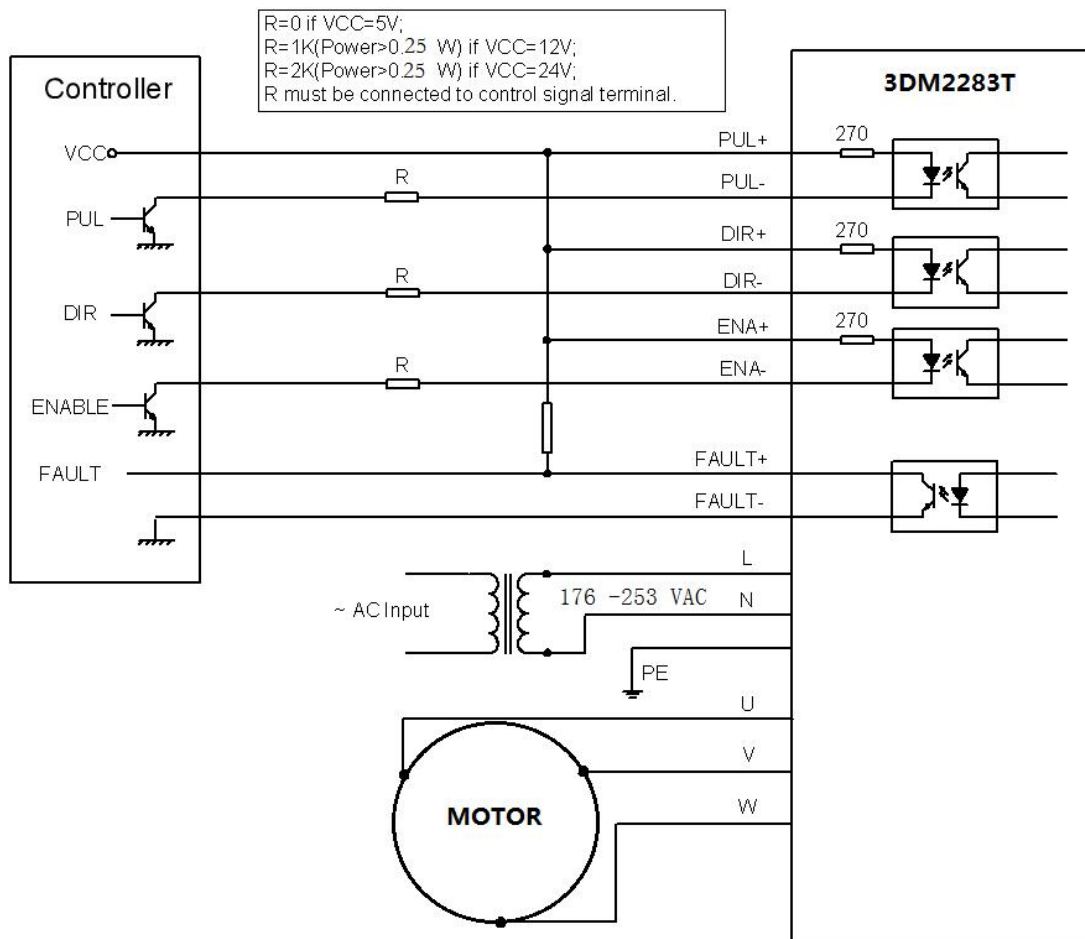 R=0 if VCC=5V;
R=1K(Power>0.25 W) if VCC=12V;
R=2K(Power>0.25 W) if VCC=24V;
R must be connected to control signal terminal.
Controller
3DM2283T
VCC
PUL+
270
R
PUL-
PUL
DIR+
270
R
DIR-
DIR
ENA+
270
R
ENA-
ENABLE
FAULT
FAULT+
FAULT-
L
~ AC Input
176 -253 VAC
N
PE
U
V
MOTOR
W